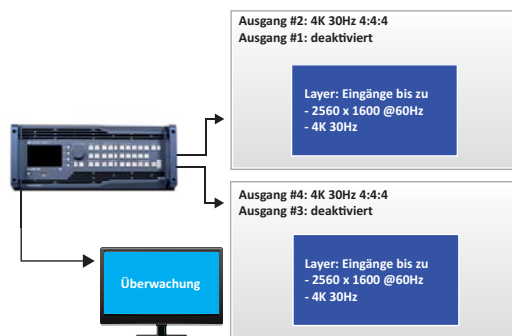 Ausgang #2: 4K 30Hz 4:4:4
Ausgang #1: deaktiviert
Layer: Eingänge bis zu
- 2560 x 1600 @60Hz
- 4K 30Hz
Ausgang #4: 4K 30Hz 4:4:4
Ausgang #3: deaktiviert
Layer: Eingänge bis zu
- 2560 x 1600 @60Hz
- 4K 30Hz
Überwachung